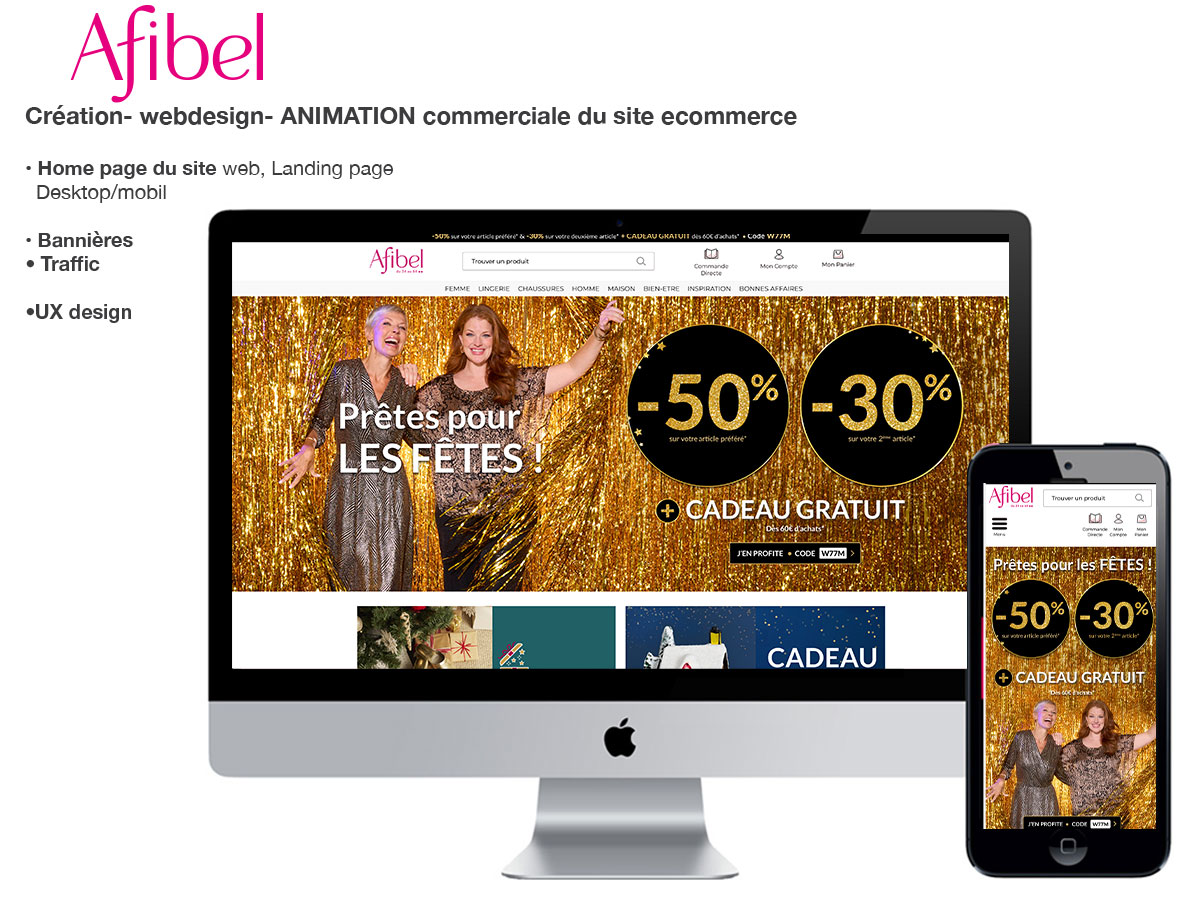 Afibel
Création- webdesign- ANIMATION commerciale du site ecommerce
• Home page du site web, Landing page
Desktop/mobil
• Bannières
• Traffic
•UX design
-50% sur votre article préféré* & -30% sur votre deuxième article* + CADEAU GRATUIT dès 60€ d'achats* • Code W77M
Afibel
Trouver un produit
Commande
Directe
Mon Compte
Mon Panier
FEMME LINGERIE CHAUSSURES HOMME MAISON BIEN-ETRE INSPIRATION BONNES AFFAIRES
Prêtes pour
LES FÊTES !
-50%
sur votre article préféré*
-30%
sur votre 2ème article*
+ CADEAU GRATUIT
Dès 60€ d'achats*
J'EN PROFITE • CODE W77M >
CADEAU
Afibel
Trouver un produit
Menu
Commande
Directe
Mon
Compte
Mon
Panier
Prêtes pour les FÊTES !
-50%
sur votre article préféré*
-30%
sur votre 2ème article*
+ CADEAU GRATUIT
Dès 60€ d'achats*
J'EN PROFITE • CODE W77M >